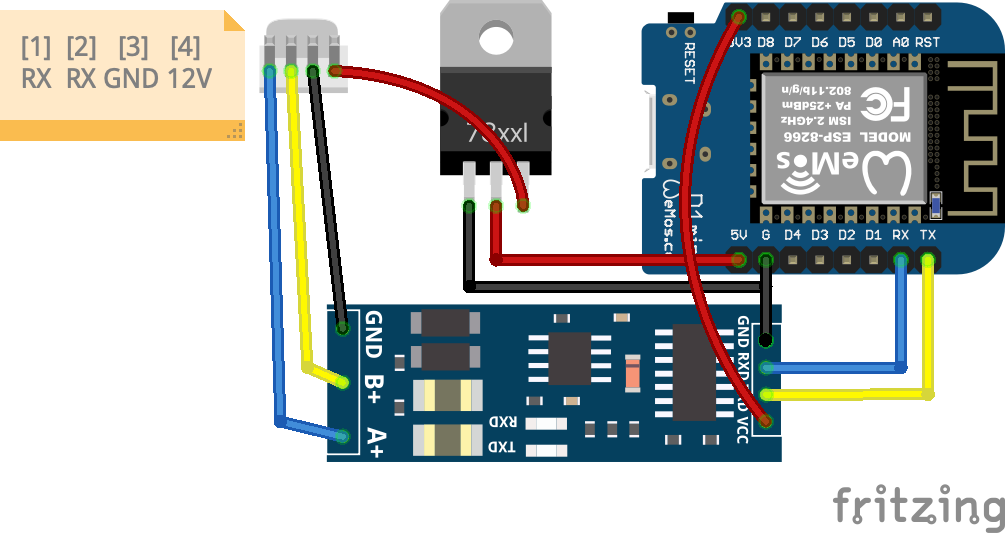 [1] [2] [3] [4]
RX RX GND 12V
78xxl
RESET
3V3 D8 D7 D6 D5 D0 A0 RST
MODEL ESP-8266
ISM 2.4GHz
PA +25dBm
802.11b/g/n
FC
WeMos
D1 mini
WeMos.cc
5V G D4 D3 D2 D1 RX TX
GND
B+
A+
RXD
TXD
GND RXD TXD VCC
fritzing